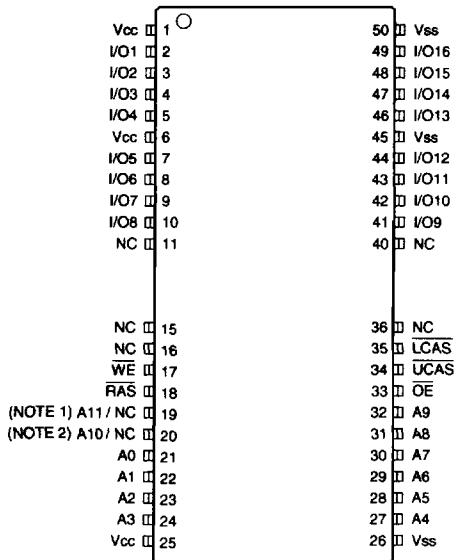 Vcc 1 50 Vss
I/O1 2 49 I/O16
I/O2 3 48 I/O15
I/O3 4 47 I/O14
I/O4 5 46 I/O13
Vcc 6 45 Vss
I/O5 7 44 I/O12
I/O6 8 43 I/O11
I/O7 9 42 I/O10
I/O8 10 41 I/O9
NC 11 40 NC
NC 15 36 NC
NC 16 35 LCAS
WE 17 34 UCAS
RAS 18 33 OE
(NOTE 1) A11 / NC 19 32 A9
(NOTE 2) A10 / NC 20 31 A8
A0 21 30 A7
A1 22 29 A6
A2 23 28 A5
A3 24 27 A4
Vcc 25 26 Vss